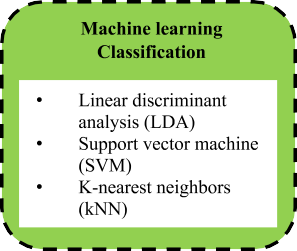 Machine learning
Classification
• Linear discriminant
analysis (LDA)
• Support vector machine
(SVM)
• K-nearest neighbors
(kNN)